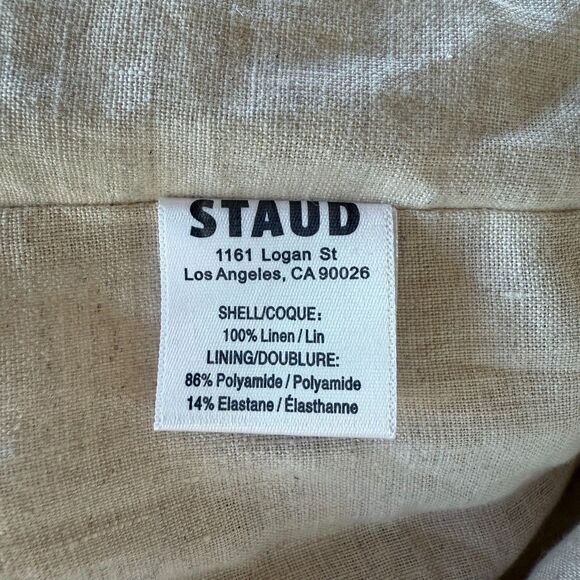 STAUD
1161 Logan St
Los Angeles, CA 90026
SHELL/COQUE:
100% Linen / Lin
LINING/DOUBLURE:
86% Polyamide / Polyamide
14% Elastane / Élasthanne